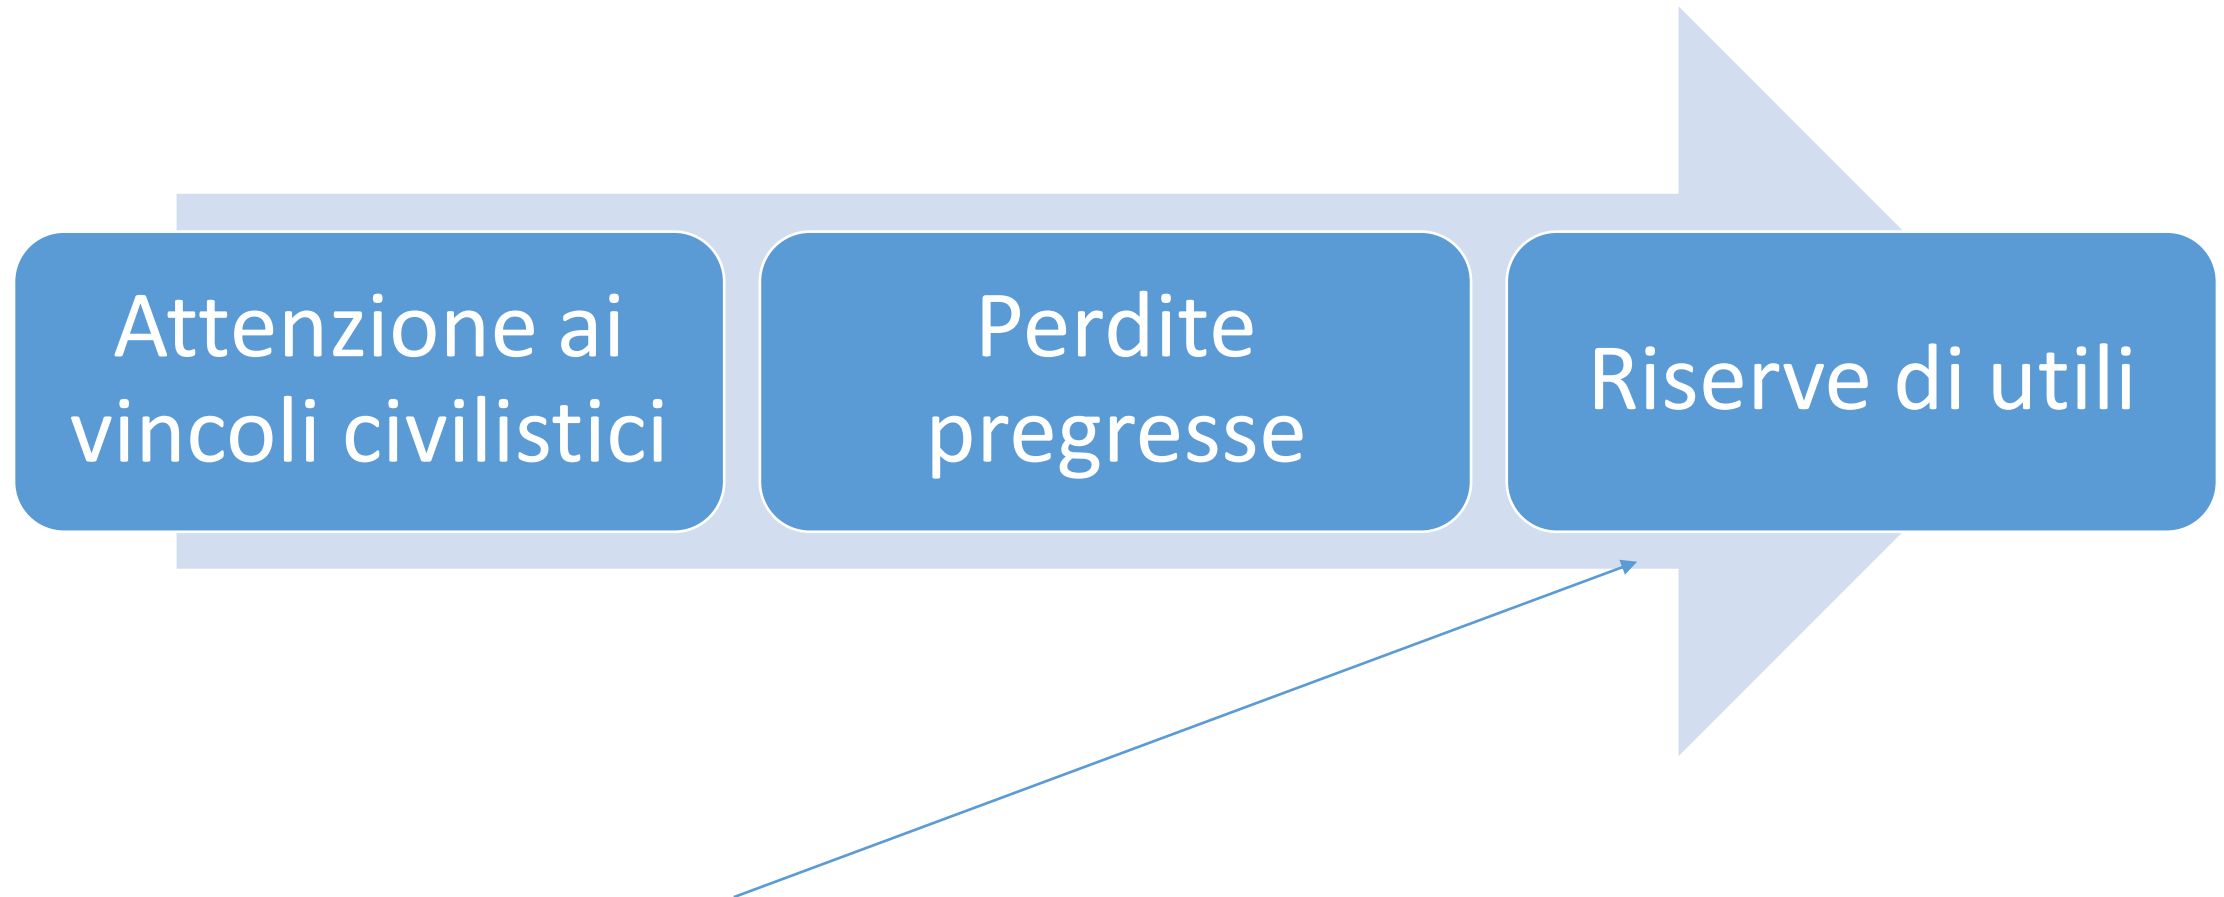 Attenzione ai
vincoli civilistici
Perdite
pregresse
Riserve di utili